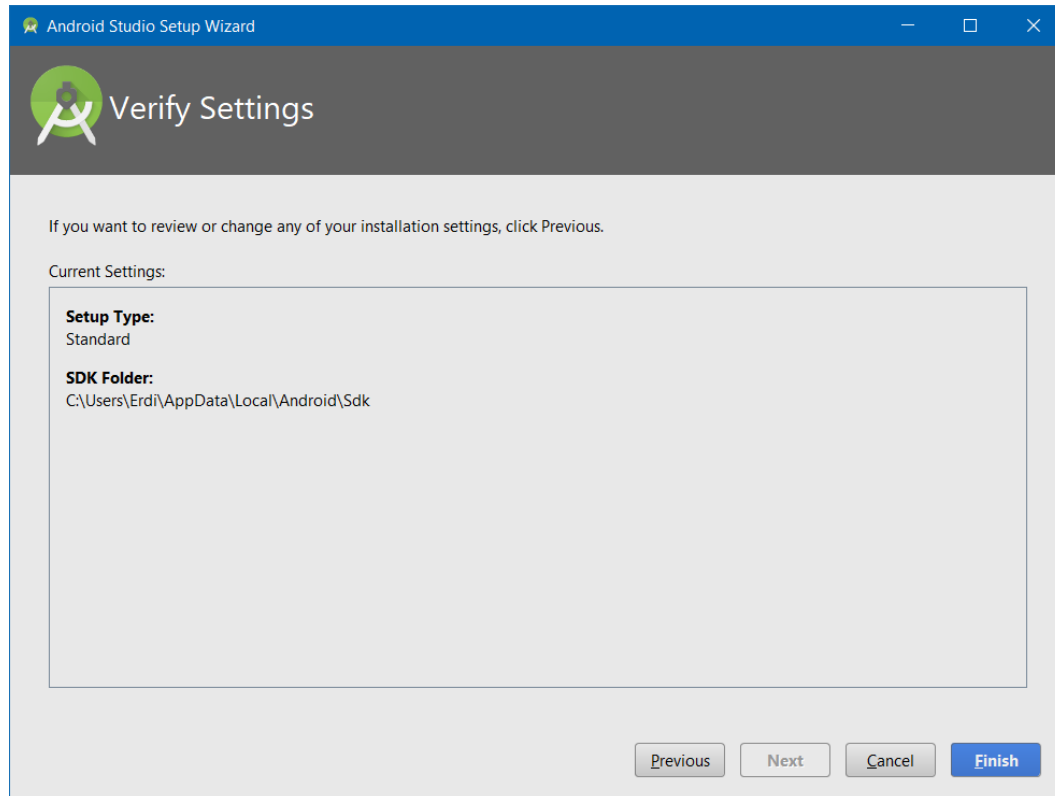 Android Studio Setup Wizard
Verify Settings
If you want to review or change any of your installation settings, click Previous.
Current Settings:
Setup Type:
Standard
SDK Folder:
C:\Users\Erdi\AppData\Local\Android\Sdk
Previous Next Cancel Finish